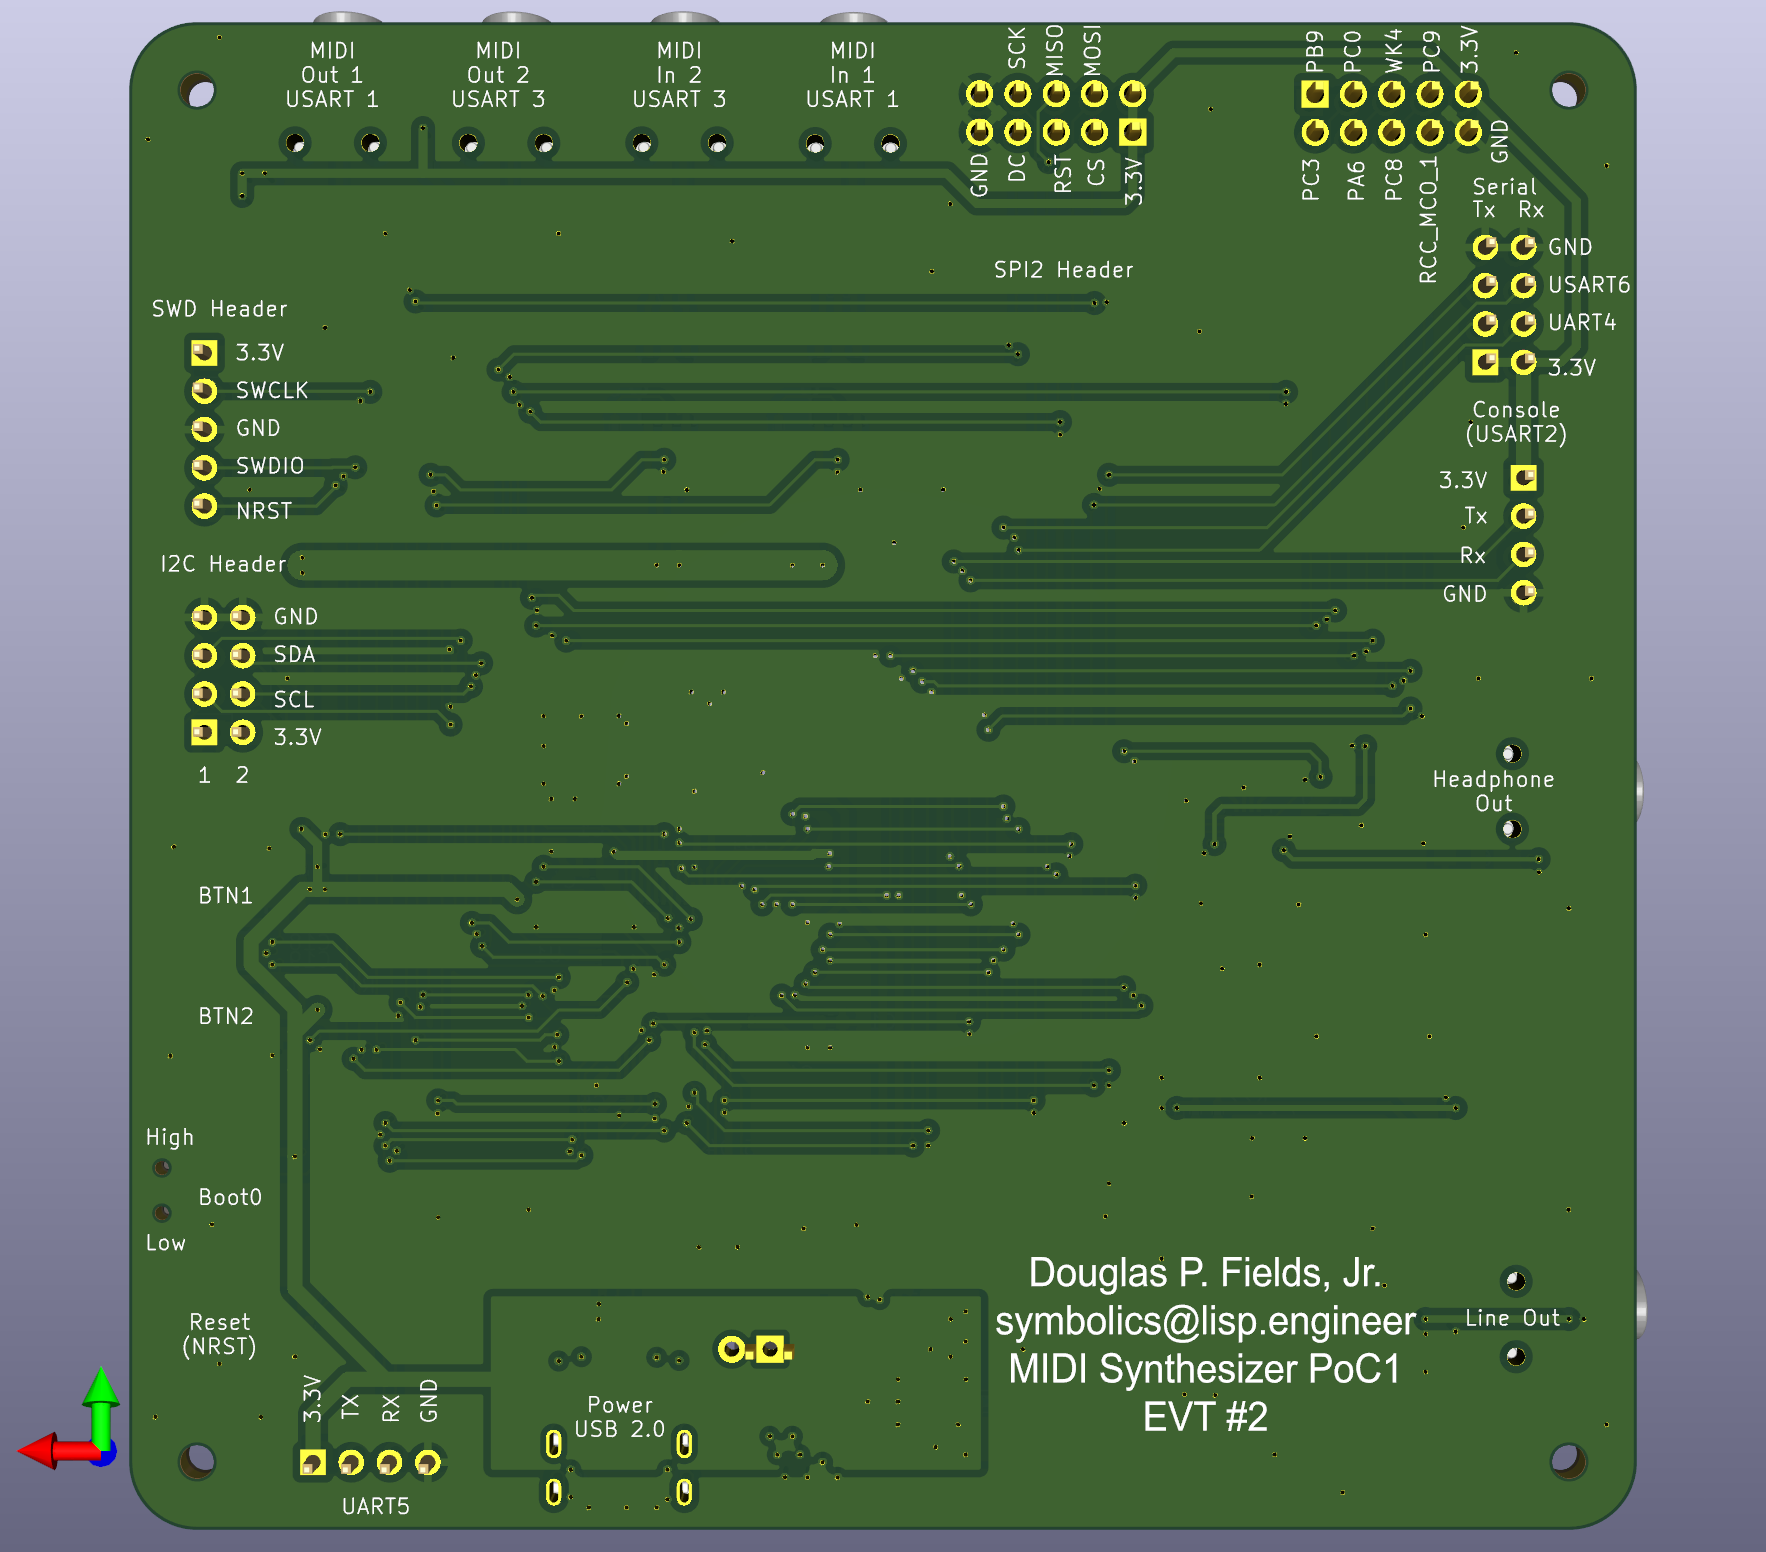 MIDI
Out 1
USART 1
MIDI
Out 2
USART 3
MIDI
In 2
USART 3
MIDI
In 1
USART 1
SCK
MISO
MOSI
GND
DC
RST
CS
3.3V
SPI2 Header
PB9
PC0
WK4
PC9
3.3V
PC3
PA6
PC8
RCC_MCO_1
GND
Serial
Tx Rx
GND
USART6
UART4
3.3V
Console
(USART2)
3.3V
Tx
Rx
GND
SWD Header
3.3V
SWCLK
GND
SWDIO
NRST
I2C Header
GND
SDA
SCL
3.3V
1 2
Headphone
Out
BTN1
BTN2
High
Boot0
Low
Reset
(NRST)
3.3V
TX
RX
GND
UART5
Power
USB 2.0
Douglas P. Fields, Jr.
symbolics@lisp.engineer
MIDI Synthesizer PoC1
EVT #2
Line Out